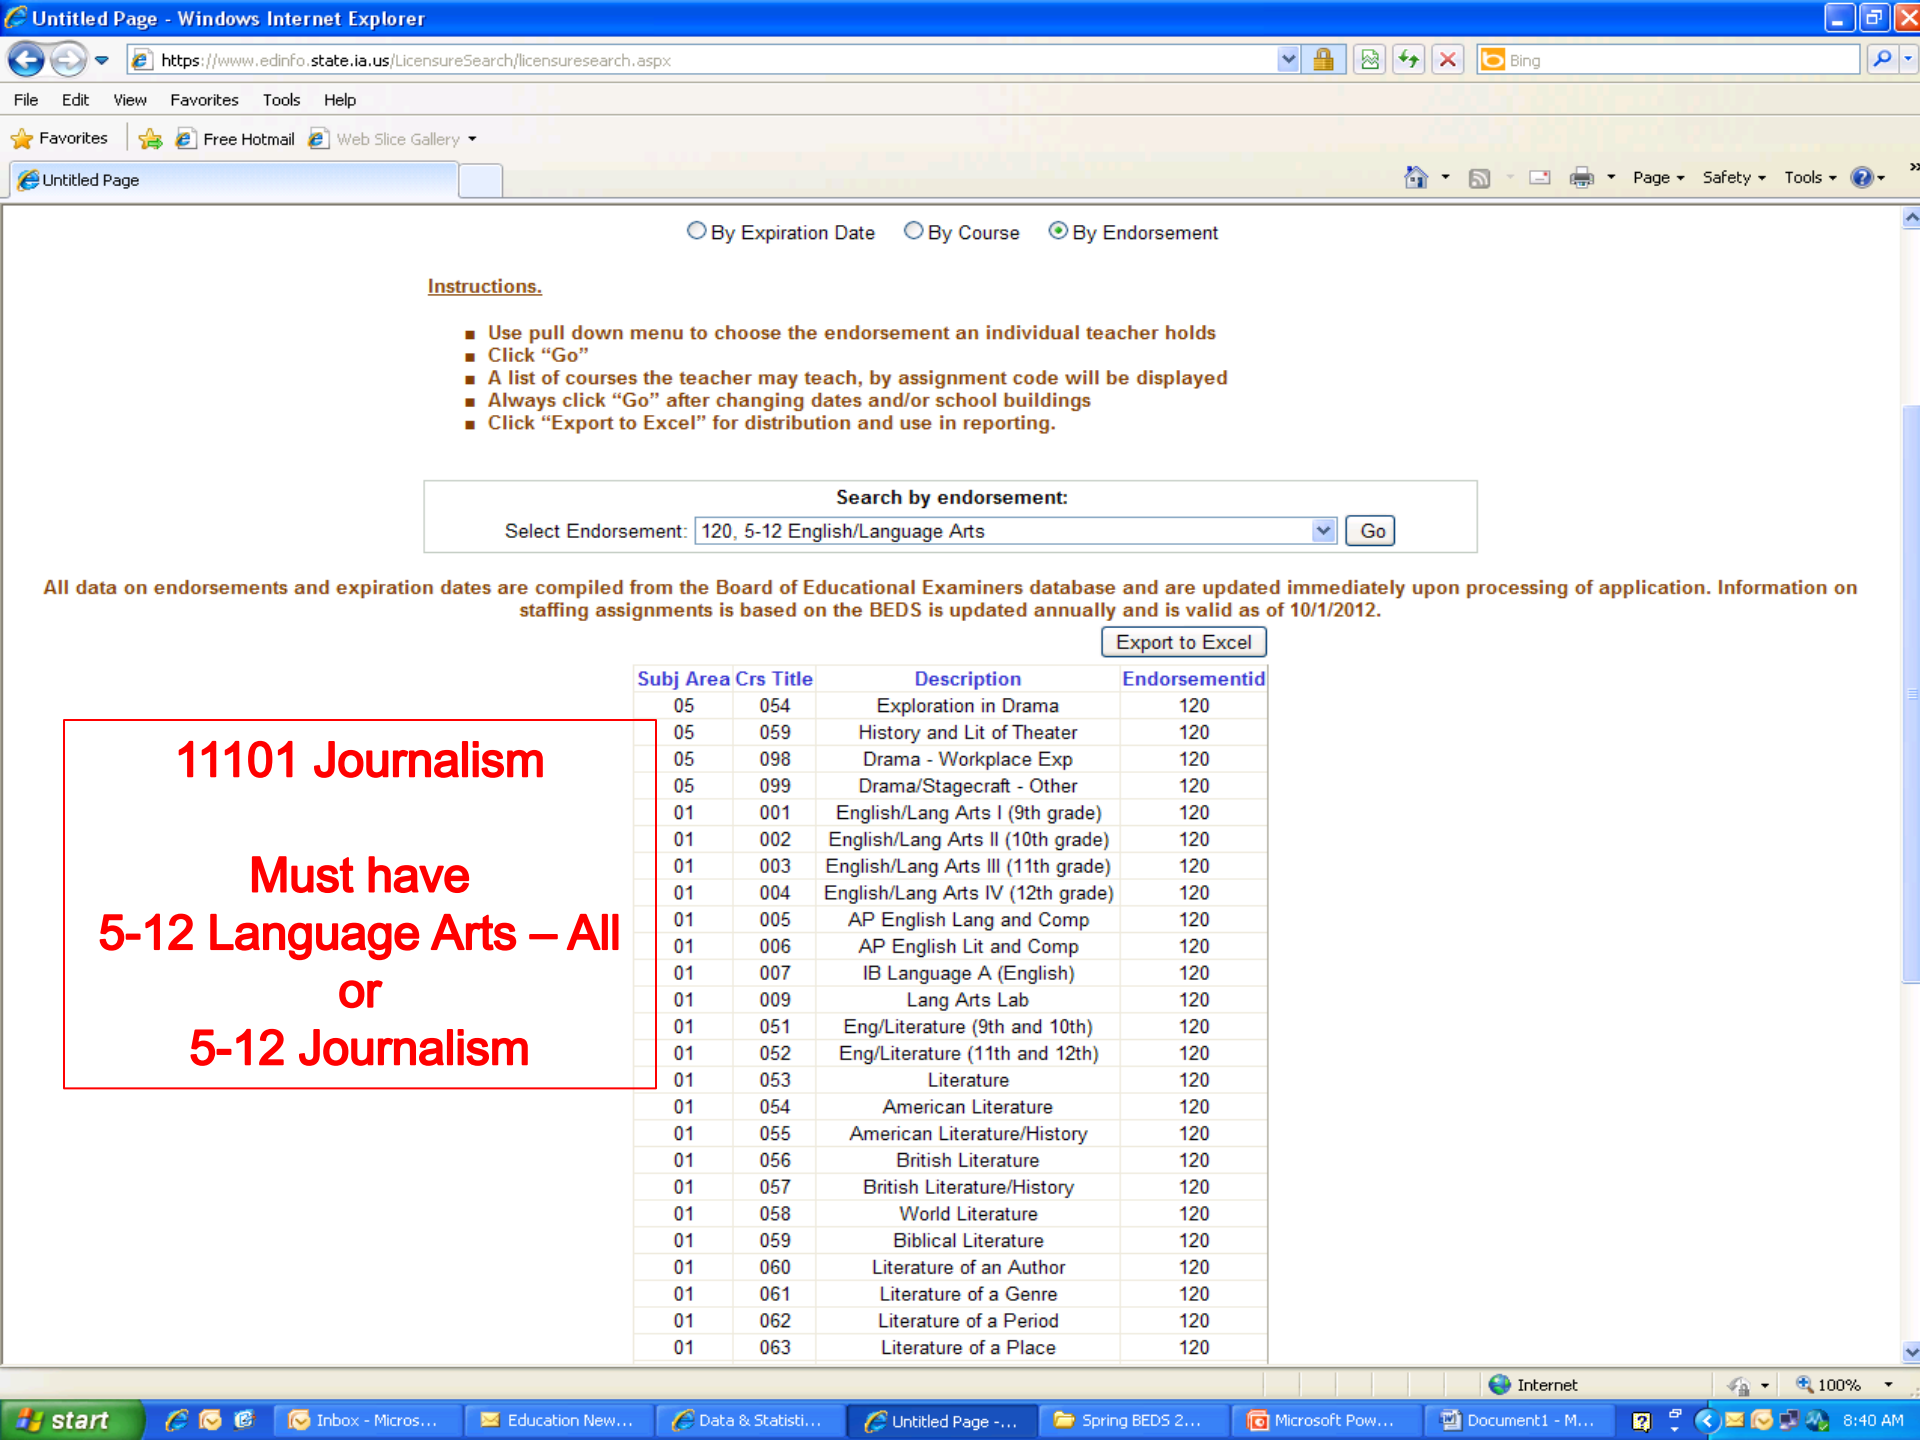 Untitled Page - Windows Internet Explorer
https://www.edinfo.state.ia.us/LicensureSearch/licensuresearch.aspx
Bing
File Edit View Favorites Tools Help
Favorites Free Hotmail Web Slice Gallery
Untitled Page
Page Safety Tools
By Expiration Date By Course By Endorsement
Instructions.
Use pull down menu to choose the endorsement an individual teacher holds
Click “Go”
A list of courses the teacher may teach, by assignment code will be displayed
Always click “Go” after changing dates and/or school buildings
Click “Export to Excel” for distribution and use in reporting.
Search by endorsement:
Select Endorsement: 120, 5-12 English/Language Arts Go
All data on endorsements and expiration dates are compiled from the Board of Educational Examiners database and are updated immediately upon processing of application. Information on
staffing assignments is based on the BEDS is updated annually and is valid as of 10/1/2012.
Export to Excel
Subj Area Crs Title Description Endorsementid
05 054 Exploration in Drama 120
05 059 History and Lit of Theater 120
05 098 Drama - Workplace Exp 120
05 099 Drama/Stagecraft - Other 120
01 001 English/Lang Arts I (9th grade) 120
01 002 English/Lang Arts II (10th grade) 120
01 003 English/Lang Arts III (11th grade) 120
01 004 English/Lang Arts IV (12th grade) 120
01 005 AP English Lang and Comp 120
01 006 AP English Lit and Comp 120
01 007 IB Language A (English) 120
01 009 Lang Arts Lab 120
01 051 Eng/Literature (9th and 10th) 120
01 052 Eng/Literature (11th and 12th) 120
01 053 Literature 120
01 054 American Literature 120
01 055 American Literature/History 120
01 056 British Literature 120
01 057 British Literature/History 120
01 058 World Literature 120
01 059 Biblical Literature 120
01 060 Literature of an Author 120
01 061 Literature of a Genre 120
01 062 Literature of a Period 120
01 063 Literature of a Place 120
11101 Journalism
Must have
5-12 Language Arts – All
or
5-12 Journalism
Internet 100%
start Inbox - Micros... Education New... Data & Statisti... Untitled Page -... Spring BEDS 2... Microsoft Pow... Document1 - M... 8:40 AM